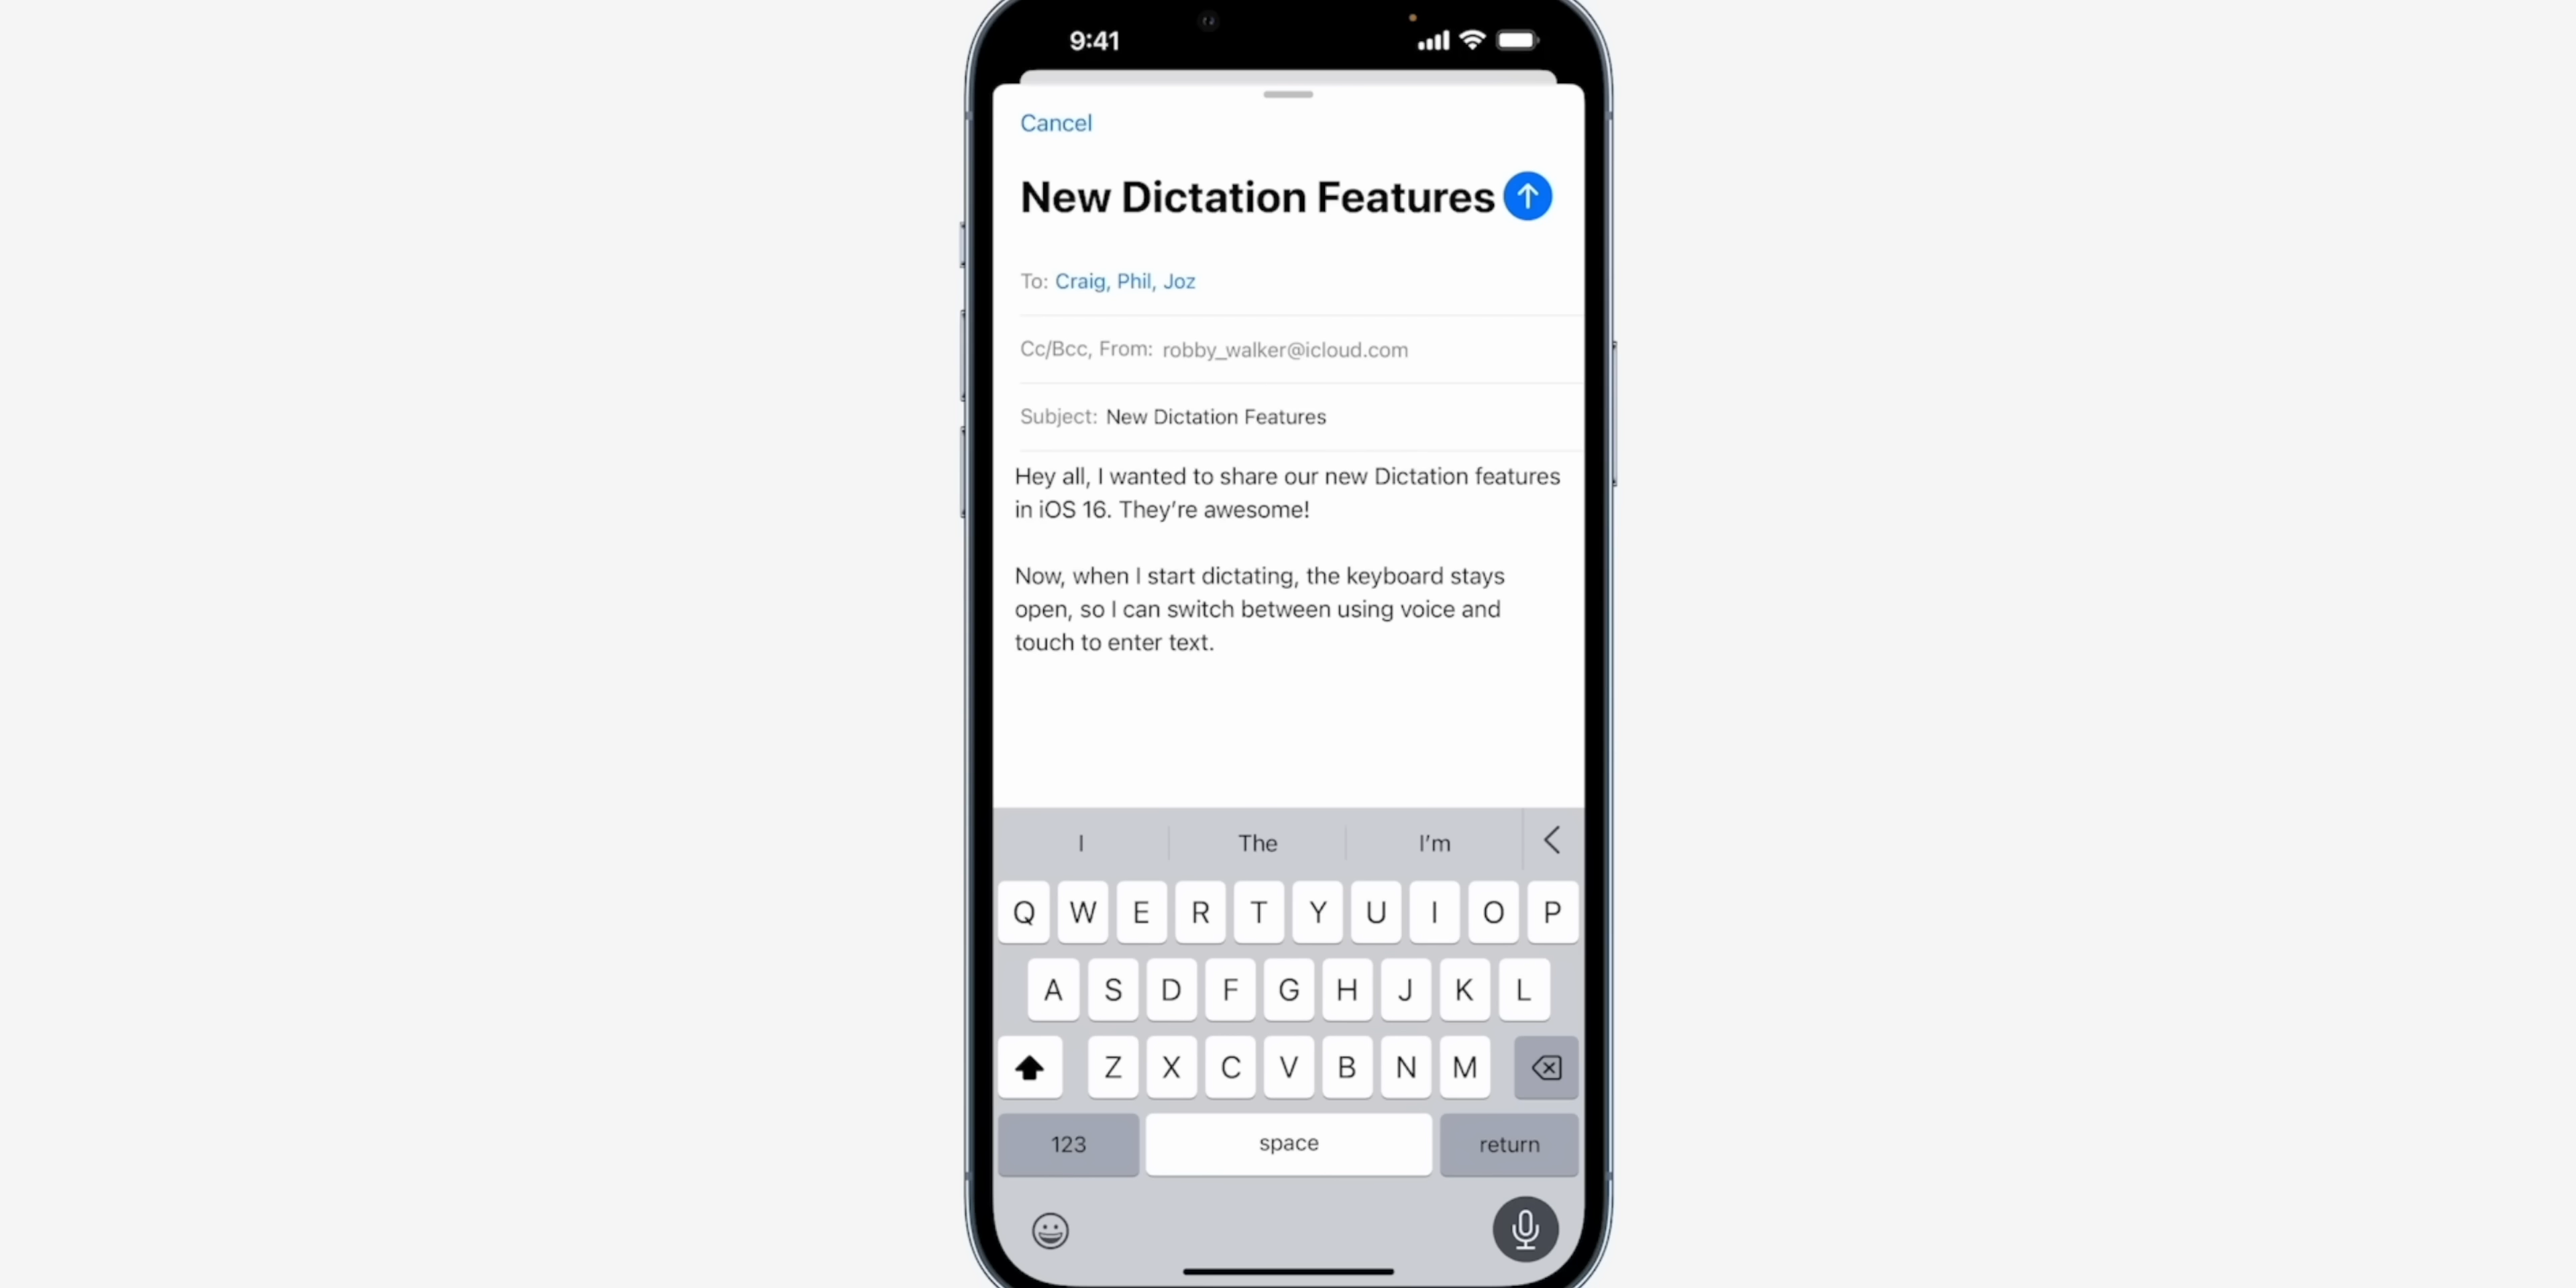 9:41
Cancel
New Dictation Features
To: Craig, Phil, Joz
Cc/Bcc, From: robby_walker@icloud.com
Subject: New Dictation Features
Hey all, I wanted to share our new Dictation features
in iOS 16. They’re awesome!
Now, when I start dictating, the keyboard stays
open, so I can switch between using voice and
touch to enter text.
I The I’m
Q W E R T Y U I O P
A S D F G H J K L
Z X C V B N M
123 space return